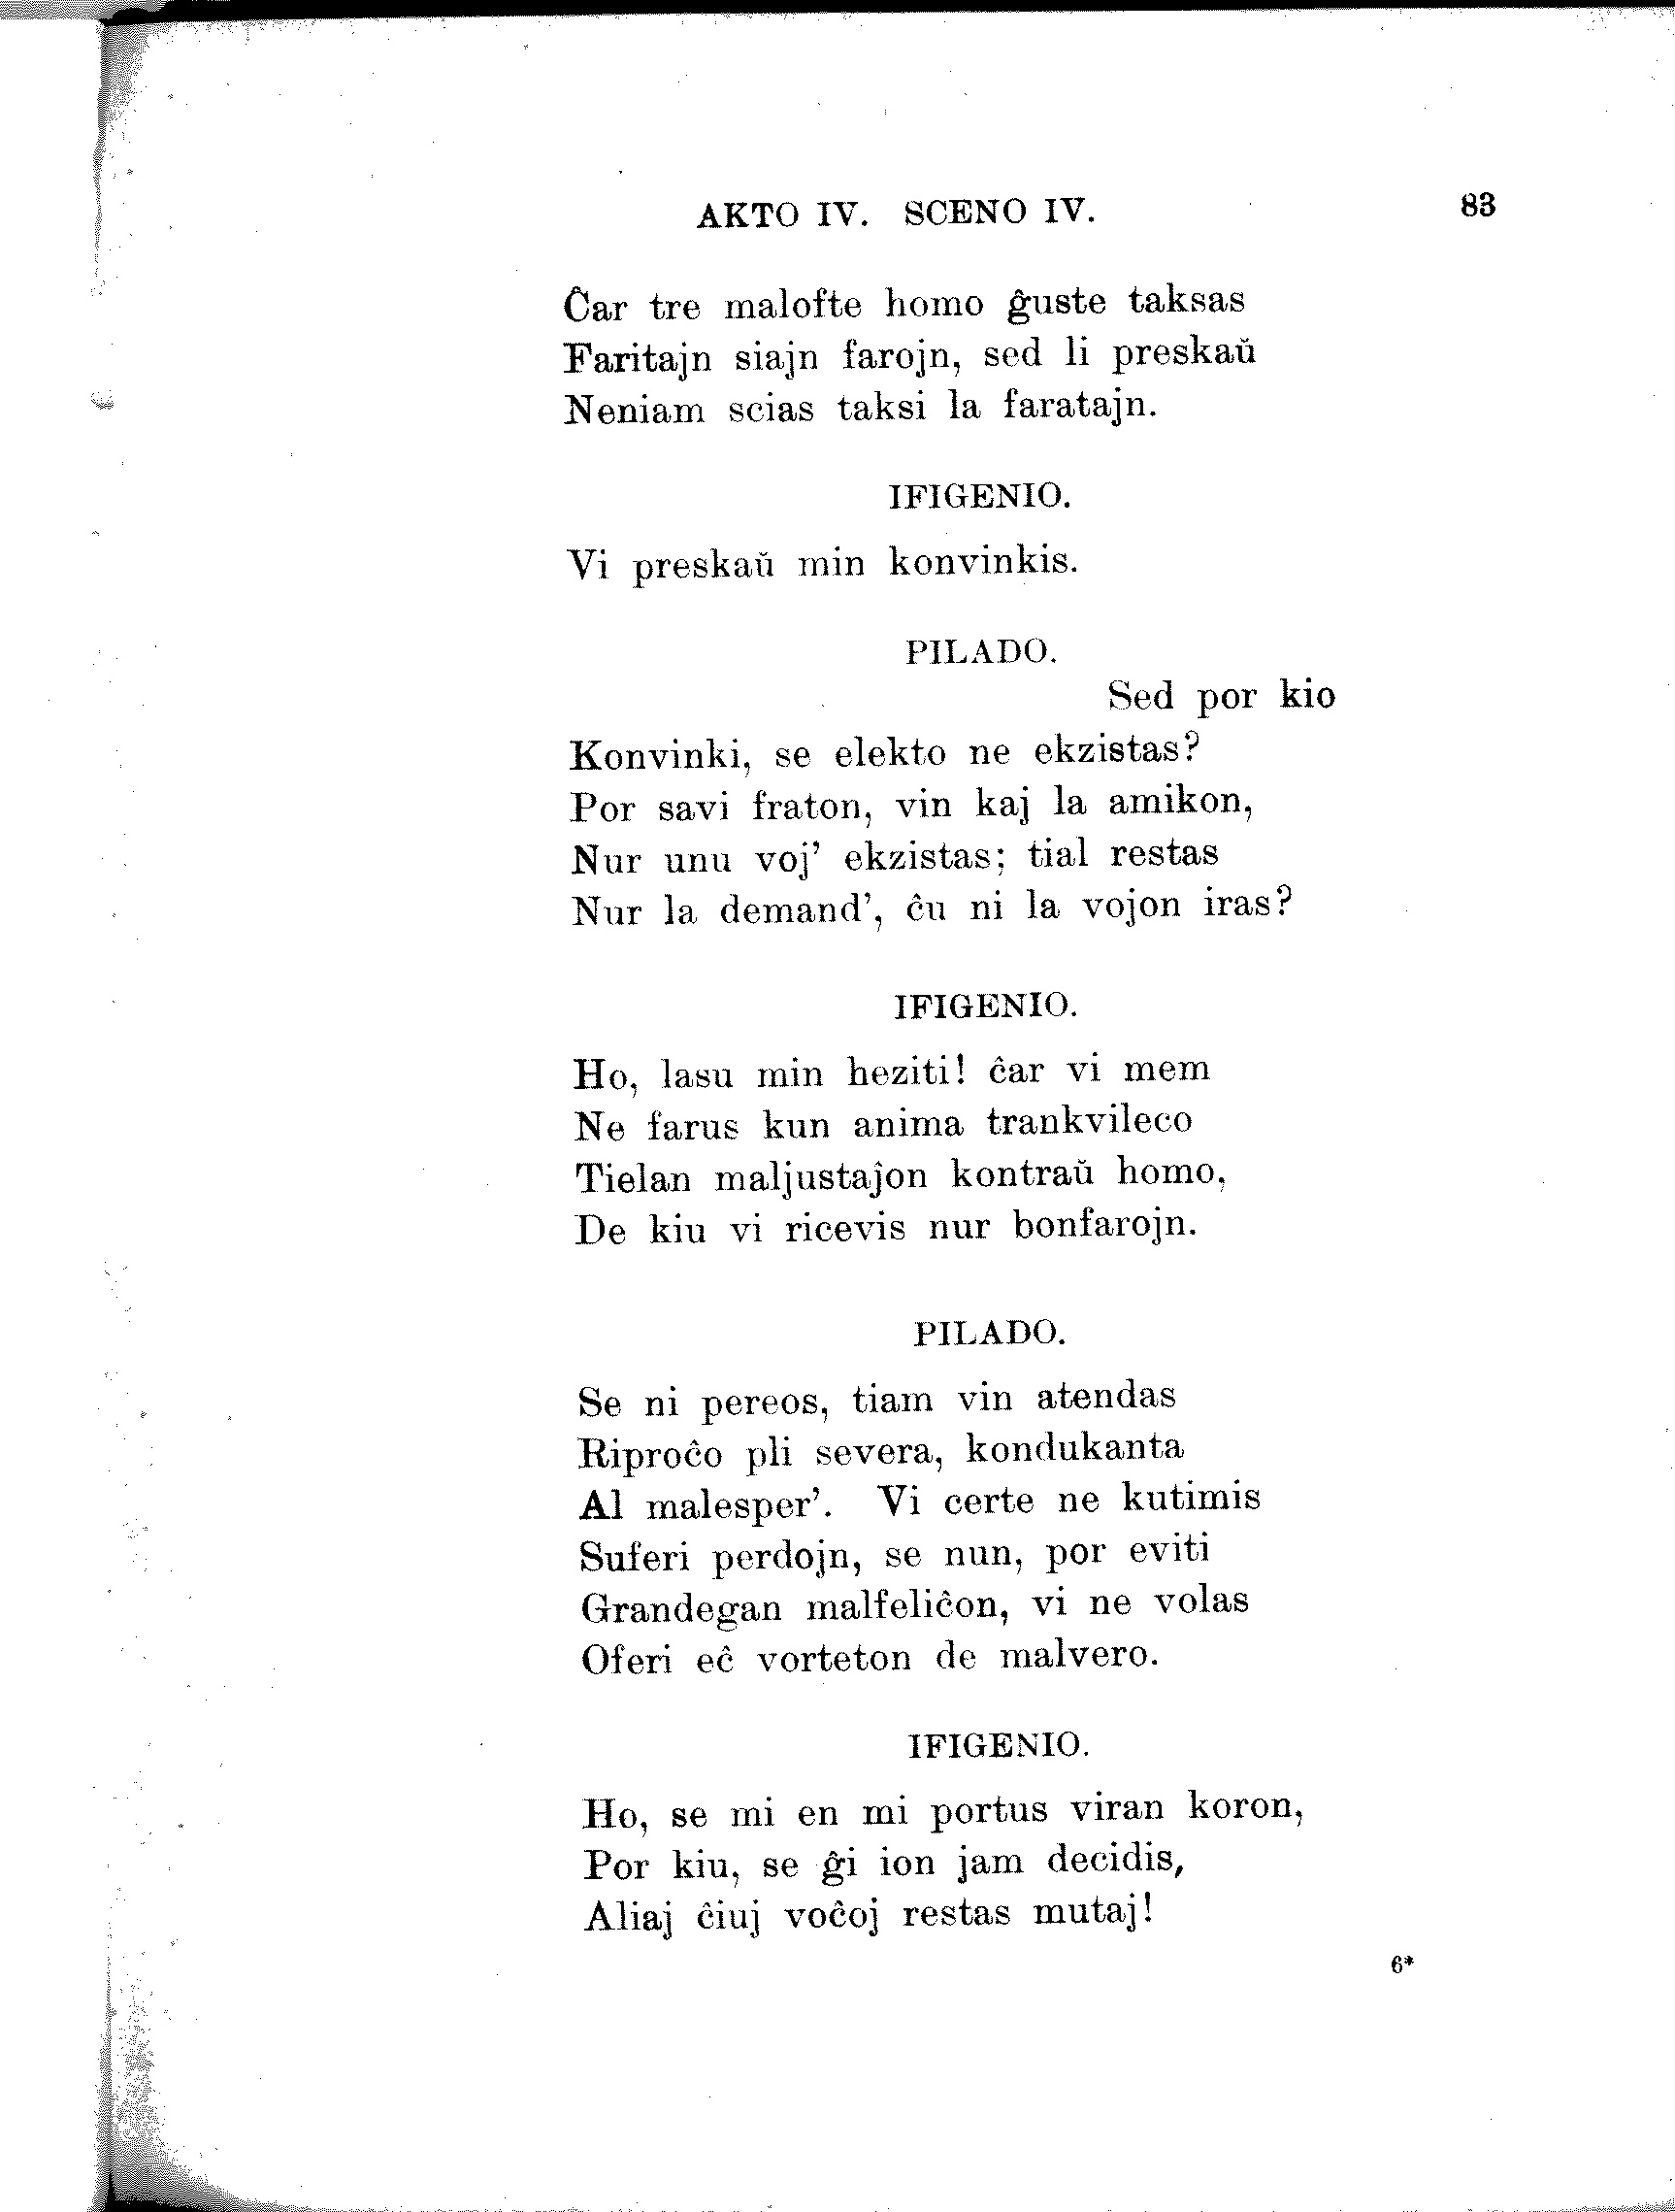 AKTO IV. SCENO IV. 83
Ĉar tre malofte homo ĝuste taksas
Faritajn siajn farojn, sed li preskaŭ
Neniam scias taksi la faratajn.
IFIGENIO.
Vi preskaŭ min konvinkis.
PILADO.
Sed por kio
Konvinki, se elekto ne ekzistas?
Por savi fraton, vin kaj la amikon,
Nur unu voj’ ekzistas; tial restas
Nur la demand’, ĉu ni la vojon iras?
IFIGENIO.
Ho, lasu min heziti! ĉar vi mem
Ne farus kun anima trankvileco
Tielan maljustaĵon kontraŭ homo,
De kiu vi ricevis nur bonfarojn.
PILADO.
Se ni pereos, tiam vin atendas
Riproĉo pli severa, kondukanta
Al malesper’. Vi certe ne kutimis
Suferi perdojn, se nun, por eviti
Grandegan malfeliĉon, vi ne volas
Oferi eĉ vorteton de malvero.
IFIGENIO.
Ho, se mi en mi portus viran koron,
Por kiu, se ĝi ion jam decidis,
Aliaj ĉiuj voĉoj restas mutaj!
6*